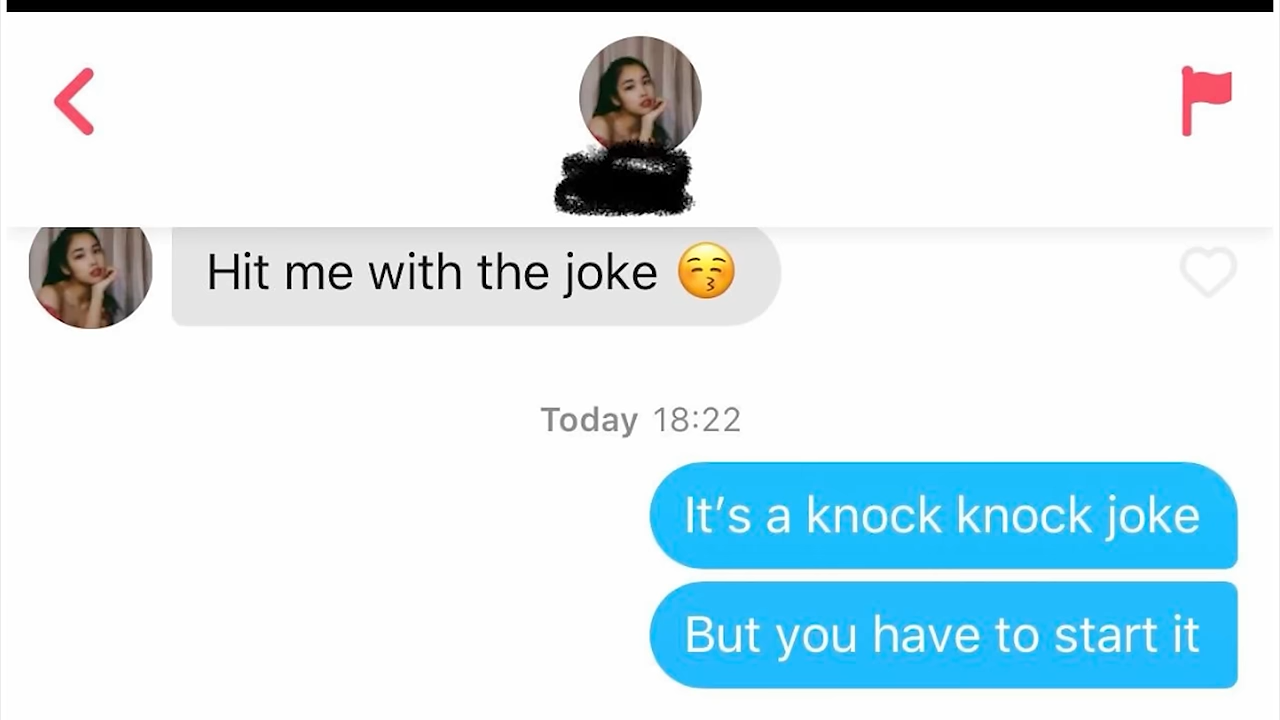 Hit me with the joke 😚
Today 18:22
It’s a knock knock joke
But you have to start it